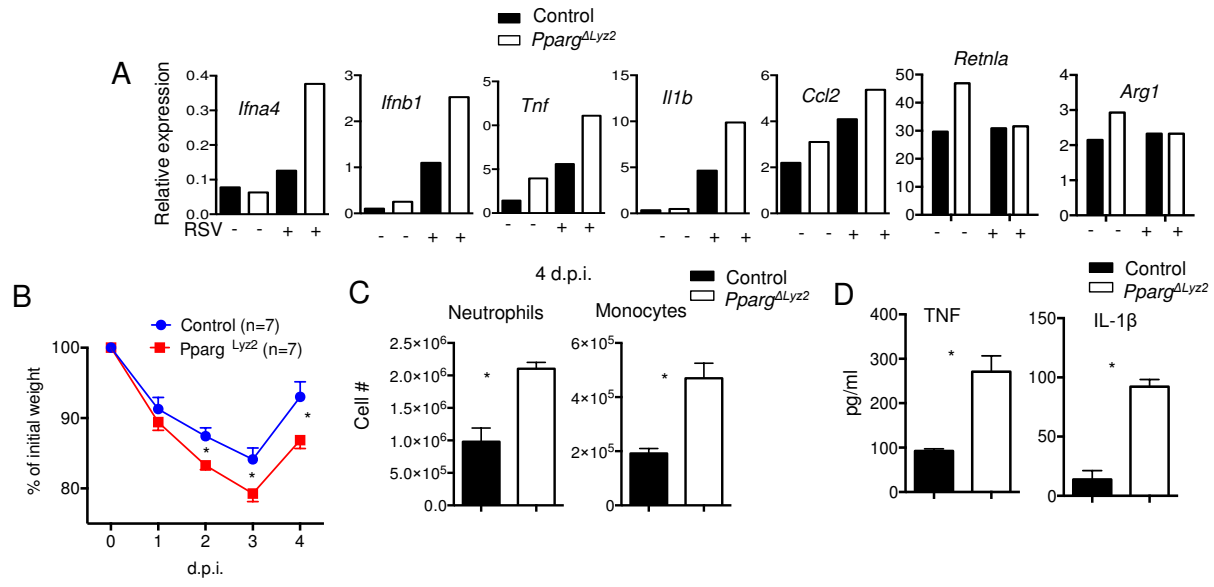 Control
Pparg^ΔLyz2
A
Relative expression
Ifna4
0.4
0.3
0.2
0.1
0.0
Ifnb1
3
2
1
0
Tnf
5
0
5
0
Il1b
15
10
5
0
Ccl2
6
4
2
0
Retnla
50
40
30
20
10
0
Arg1
4
3
2
1
0
RSV - - + +
- - + +
- - + +
- - + +
- - + +
- - + +
- - + +
4 d.p.i.
B
Control (n=7)
Pparg ^Lyz2 (n=7)
% of initial weight
100
90
80
*
*
*
0 1 2 3 4
d.p.i.
C
Control
Pparg^ΔLyz2
Neutrophils
Cell #
2.5×10^6
2.0×10^6
1.5×10^6
1.0×10^6
5.0×10^5
0.0
*
Monocytes
6×10^5
4×10^5
2×10^5
0
*
D
Control
Pparg^ΔLyz2
TNF
pg/ml
400
300
200
100
0
*
IL-1β
150
100
50
0
*